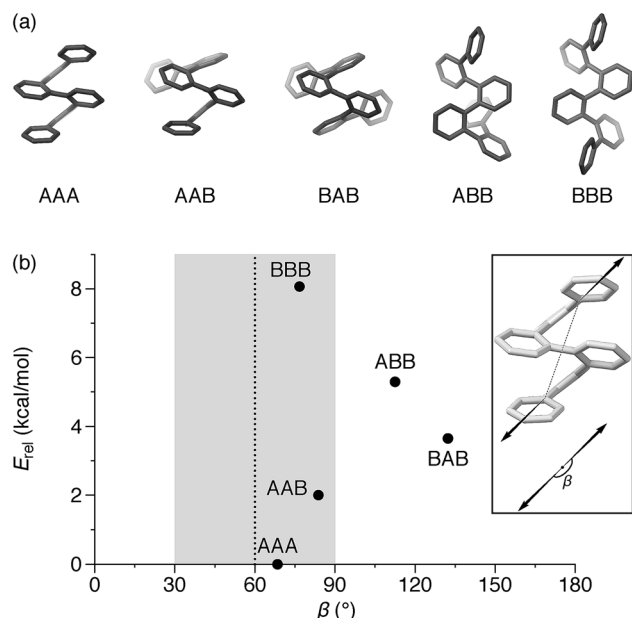 (a)
AAA AAB BAB ABB BBB
(b)
E_rel (kcal/mol)
8
6
4
2
0
BBB
ABB
BAB
AAB
AAA
β
0 30 60 90 120 150 180
β (°)